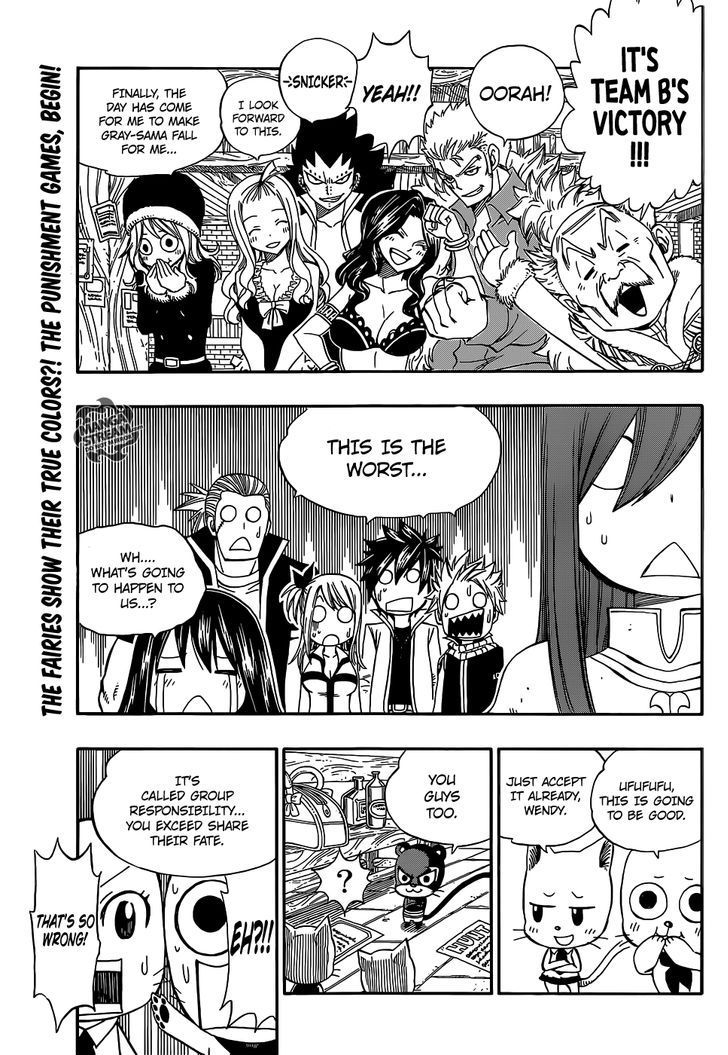 THE FAIRIES SHOW THEIR TRUE COLORS?! THE PUNISHMENT GAMES, BEGIN!
IT'S
TEAM B'S
VICTORY
!!!
OORAH!
YEAH!!
SNICKER
I LOOK
FORWARD
TO THIS.
FINALLY, THE
DAY HAS COME
FOR ME TO MAKE
GRAY-SAMA FALL
FOR ME...
MANGA
STREAM
THIS IS THE
WORST...
WH....
WHAT'S GOING
TO HAPPEN TO
US...?
UFUFUFU,
THIS IS GOING
TO BE GOOD.
JUST ACCEPT
IT ALREADY,
WENDY.
YOU
GUYS
TOO.
?
HUNT
IT'S
CALLED GROUP
RESPONSIBILITY...
YOU EXCEED SHARE
THEIR FATE.
EH?!!
THAT'S SO
WRONG!